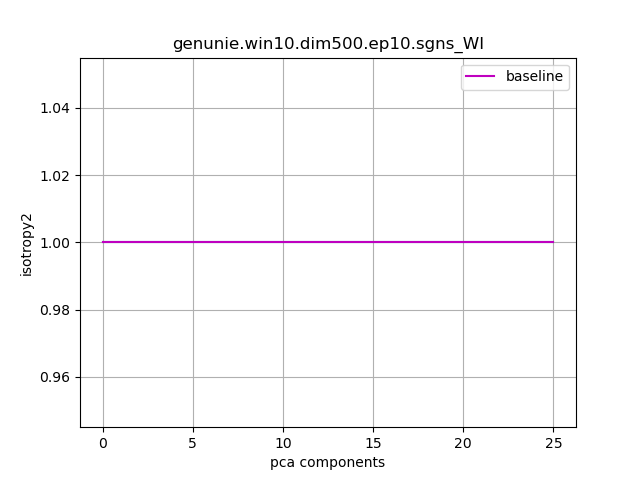 genunie.win10.dim500.ep10.sgns_WI
baseline
1.04
1.02
1.00
0.98
0.96
isotropy2
0 5 10 15 20 25
pca components